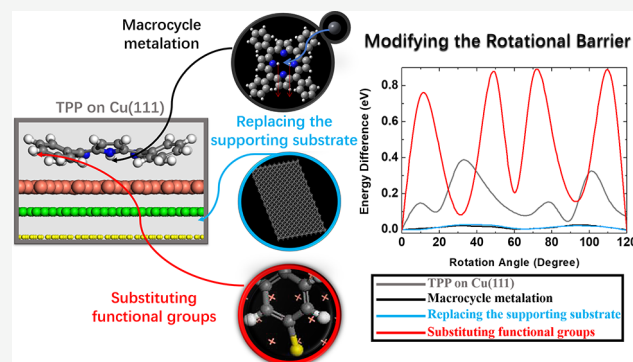 Macrocycle
metalation
TPP on Cu(111)
Replacing the
supporting substrate
Substituting
functional groups
Modifying the Rotational Barrier
Energy Difference (eV)
0.8
0.6
0.4
0.2
0.0
0 20 40 60 80 100 120
Rotation Angle (Degree)
TPP on Cu(111)
Macrocycle metalation
Replacing the supporting substrate
Substituting functional groups